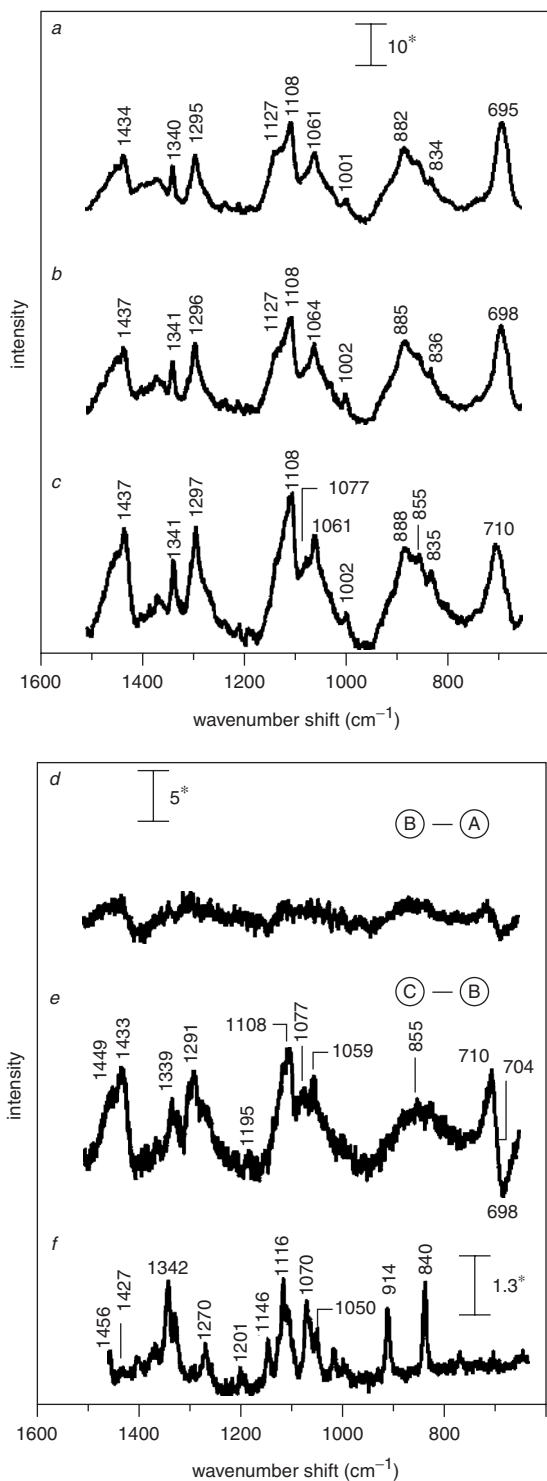 a
10*
1434 1340 1295 1127 1108 1061 1001 882 834 695
b
1437 1341 1296 1127 1108 1064 1002 885 836 698
c
1437 1341 1297 1108 1077 1061 1002 888 855 835 710
intensity
1600 1400 1200 1000 800
wavenumber shift (cm−1)
d
5*
B — A
e
C — B
1449 1433 1339 1291 1195 1108 1077 1059 855 710 704
698
intensity
f
1.3*
1456 1427 1342 1270 1201 1146 1116 1070 1050 914 840
1600 1400 1200 1000 800
wavenumber shift (cm−1)